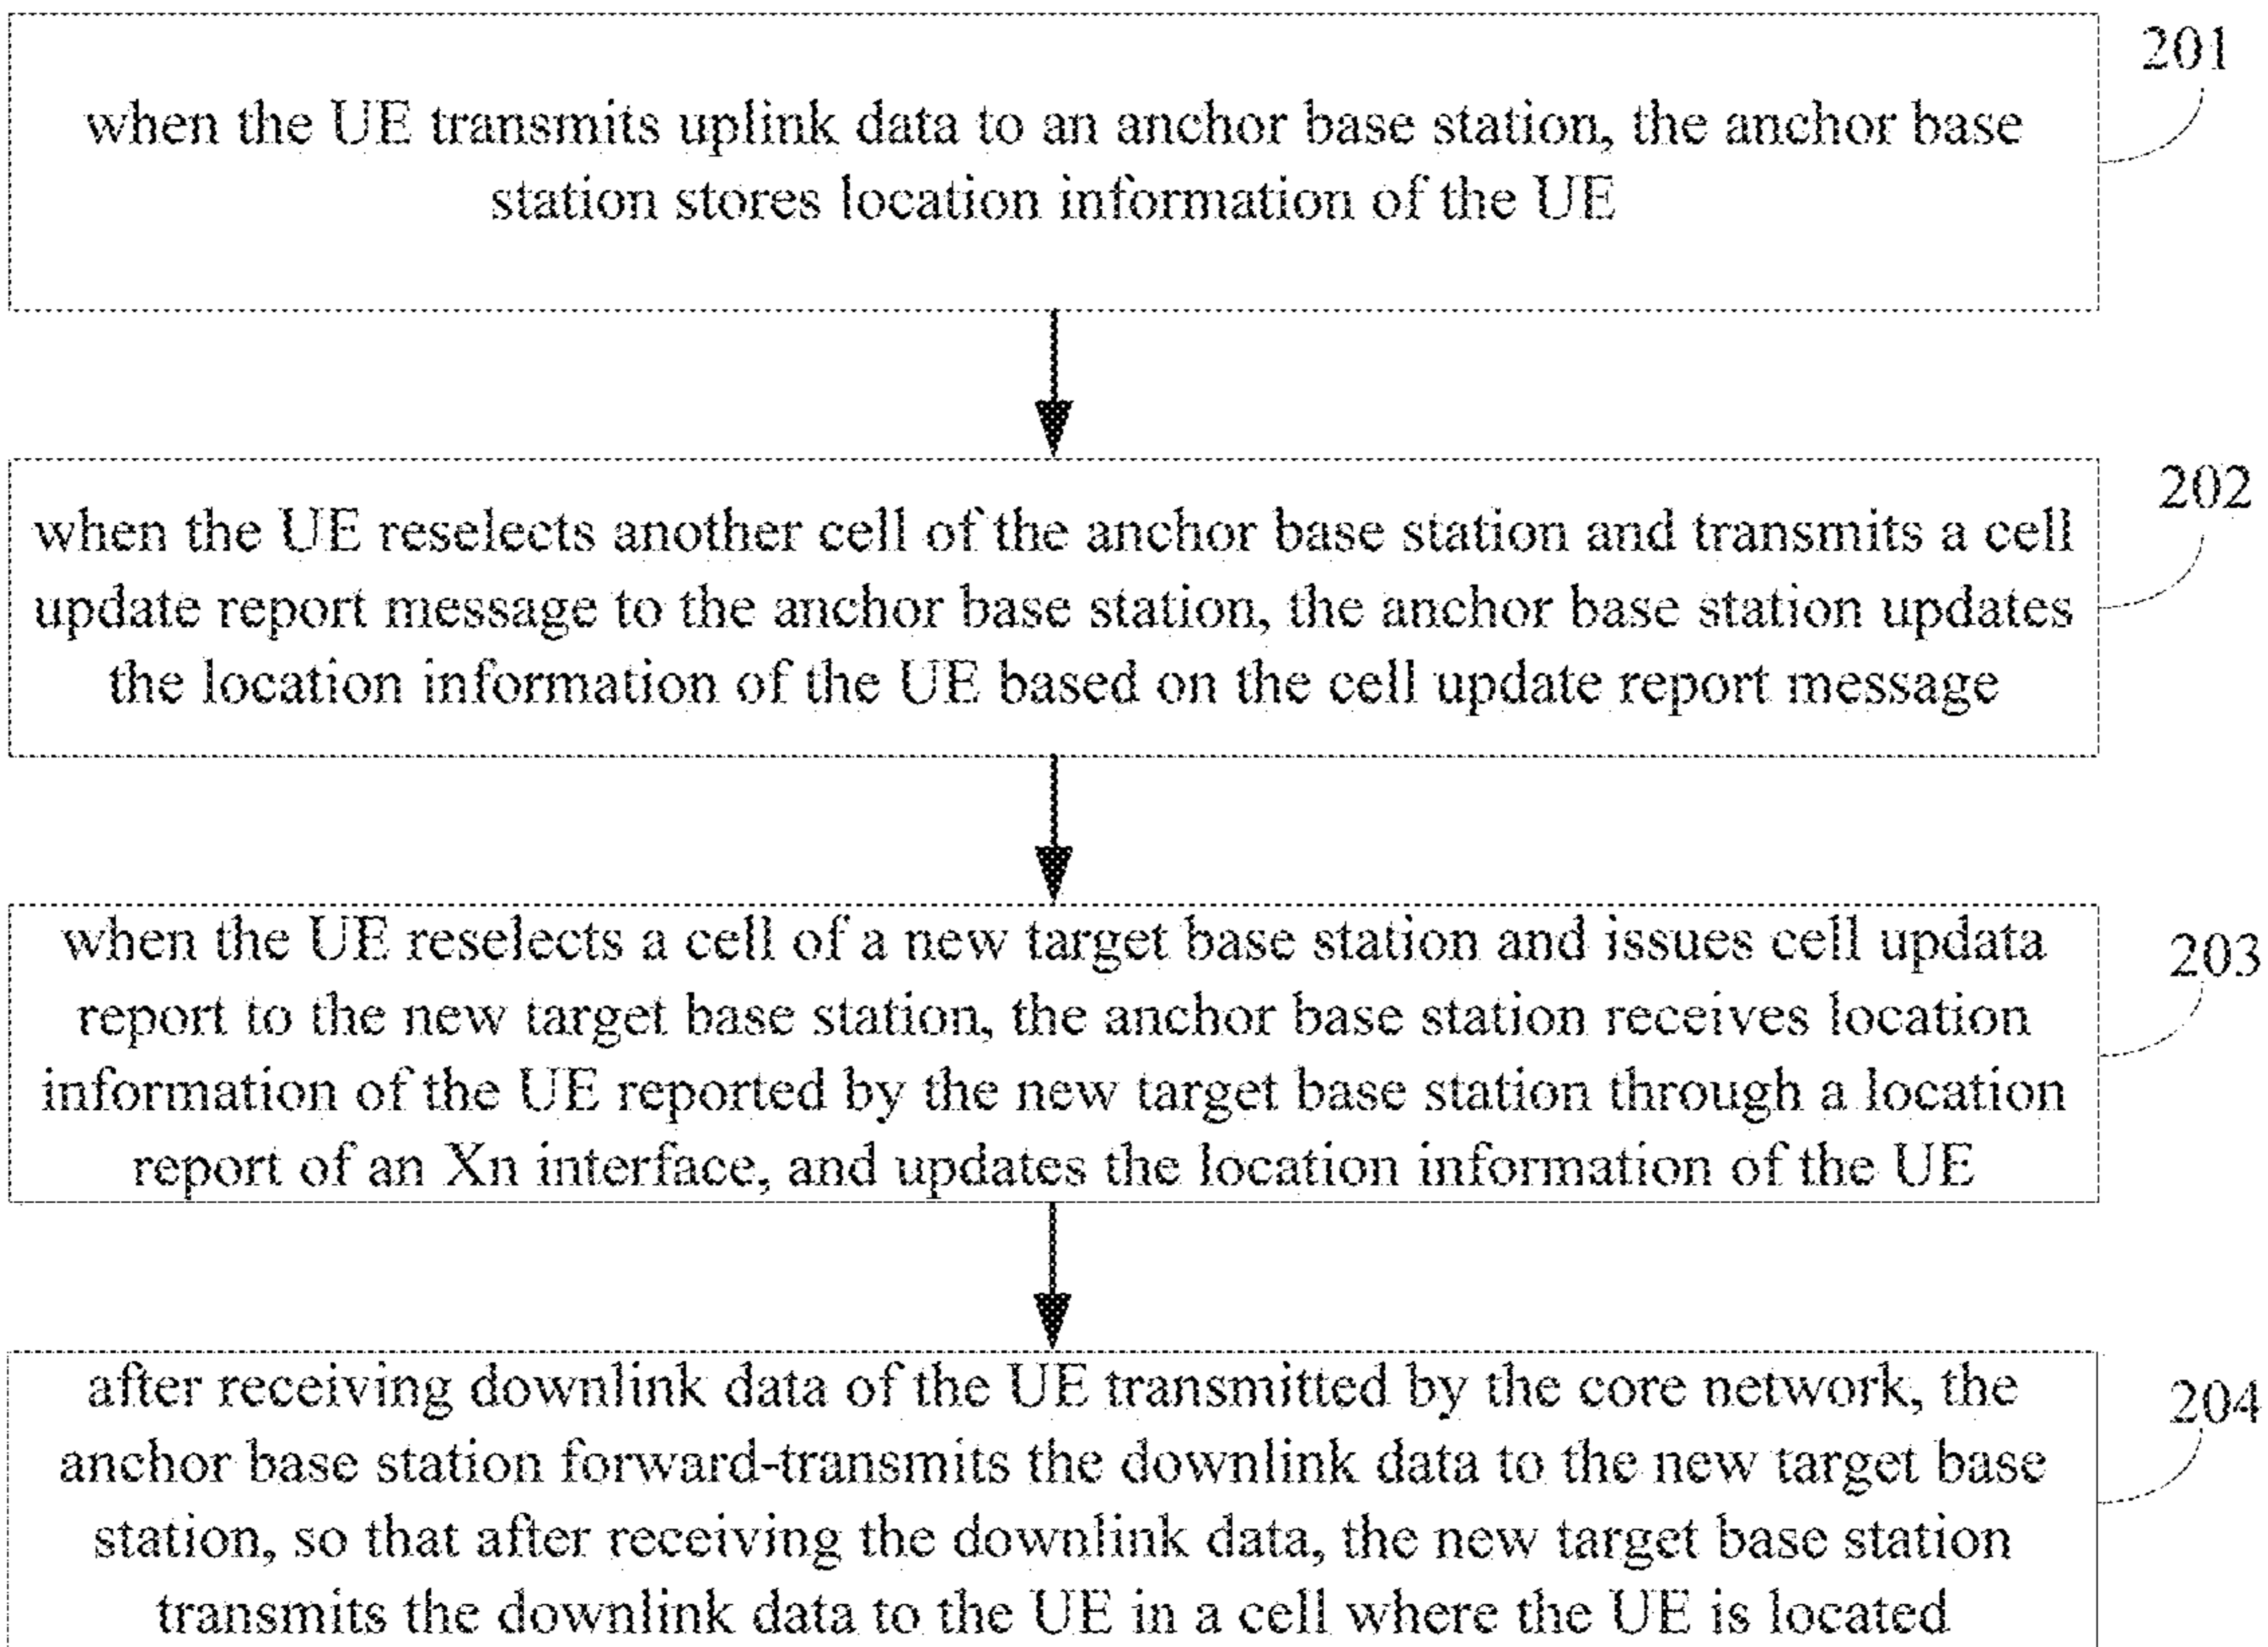 201
when the UE transmits uplink data to an anchor base station, the anchor base
station stores location information of the UE
202
when the UE reselects another cell of the anchor base station and transmits a cell
update report message to the anchor base station, the anchor base station updates
the location information of the UE based on the cell update report message
203
when the UE reselects a cell of a new target base station and issues cell updata
report to the new target base station, the anchor base station receives location
information of the UE reported by the new target base station through a location
report of an Xn interface, and updates the location information of the UE
204
after receiving downlink data of the UE transmitted by the core network, the
anchor base station forward-transmits the downlink data to the new target base
station, so that after receiving the downlink data, the new target base station
transmits the downlink data to the UE in a cell where the UE is located